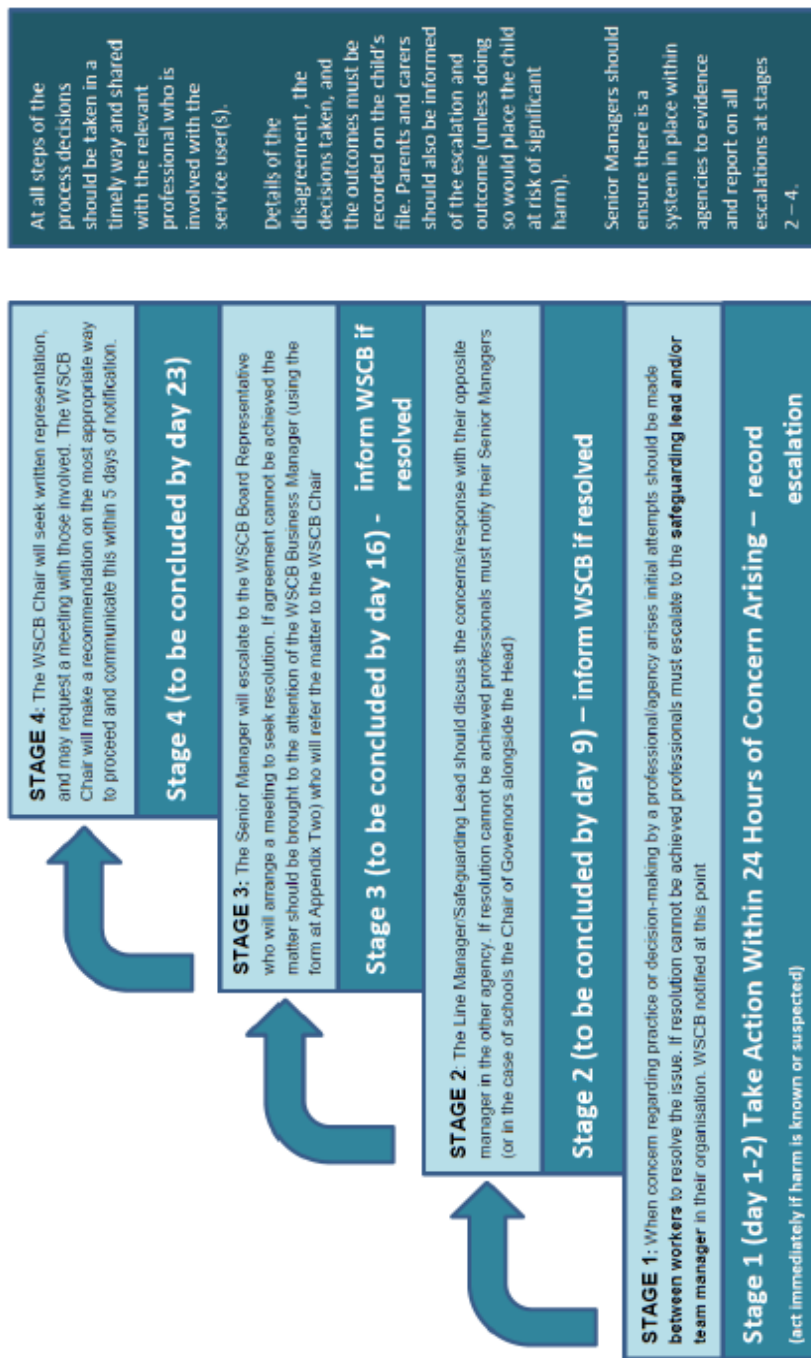 STAGE 4: The WSCB Chair will seek written representation,
and may request a meeting with those involved. The WSCB
Chair will make a recommendation on the most appropriate way
to proceed and communicate this within 5 days of notification.
Stage 4 (to be concluded by day 23)
STAGE 3: The Senior Manager will escalate to the WSCB Board Representative
who will arrange a meeting to seek resolution. If agreement cannot be achieved the
matter should be brought to the attention of the WSCB Business Manager (using the
form at Appendix Two) who will refer the matter to the WSCB Chair
Stage 3 (to be concluded by day 16) - inform WSCB if
resolved
STAGE 2: The Line Manager/Safeguarding Lead should discuss the concerns/response with their opposite
manager in the other agency. If resolution cannot be achieved professionals must notify their Senior Managers
(or in the case of schools the Chair of Governors alongside the Head)
Stage 2 (to be concluded by day 9) – inform WSCB if resolved
STAGE 1: When concern regarding practice or decision-making by a professional/agency arises initial attempts should be made
between workers to resolve the issue. If resolution cannot be achieved professionals must escalate to the safeguarding lead and/or
team manager in their organisation. WSCB notified at this point
Stage 1 (day 1-2) Take Action Within 24 Hours of Concern Arising – record
escalation
(act immediately if harm is known or suspected)
At all steps of the
process decisions
should be taken in a
timely way and shared
with the relevant
professional who is
involved with the
service user(s).
Details of the
disagreement , the
decisions taken, and
the outcomes must be
recorded on the child's
file. Parents and carers
should also be informed
of the escalation and
outcome (unless doing
so would place the child
at risk of significant
harm).
Senior Managers should
ensure there is a
system in place within
agencies to evidence
and report on all
escalations at stages
2 – 4.